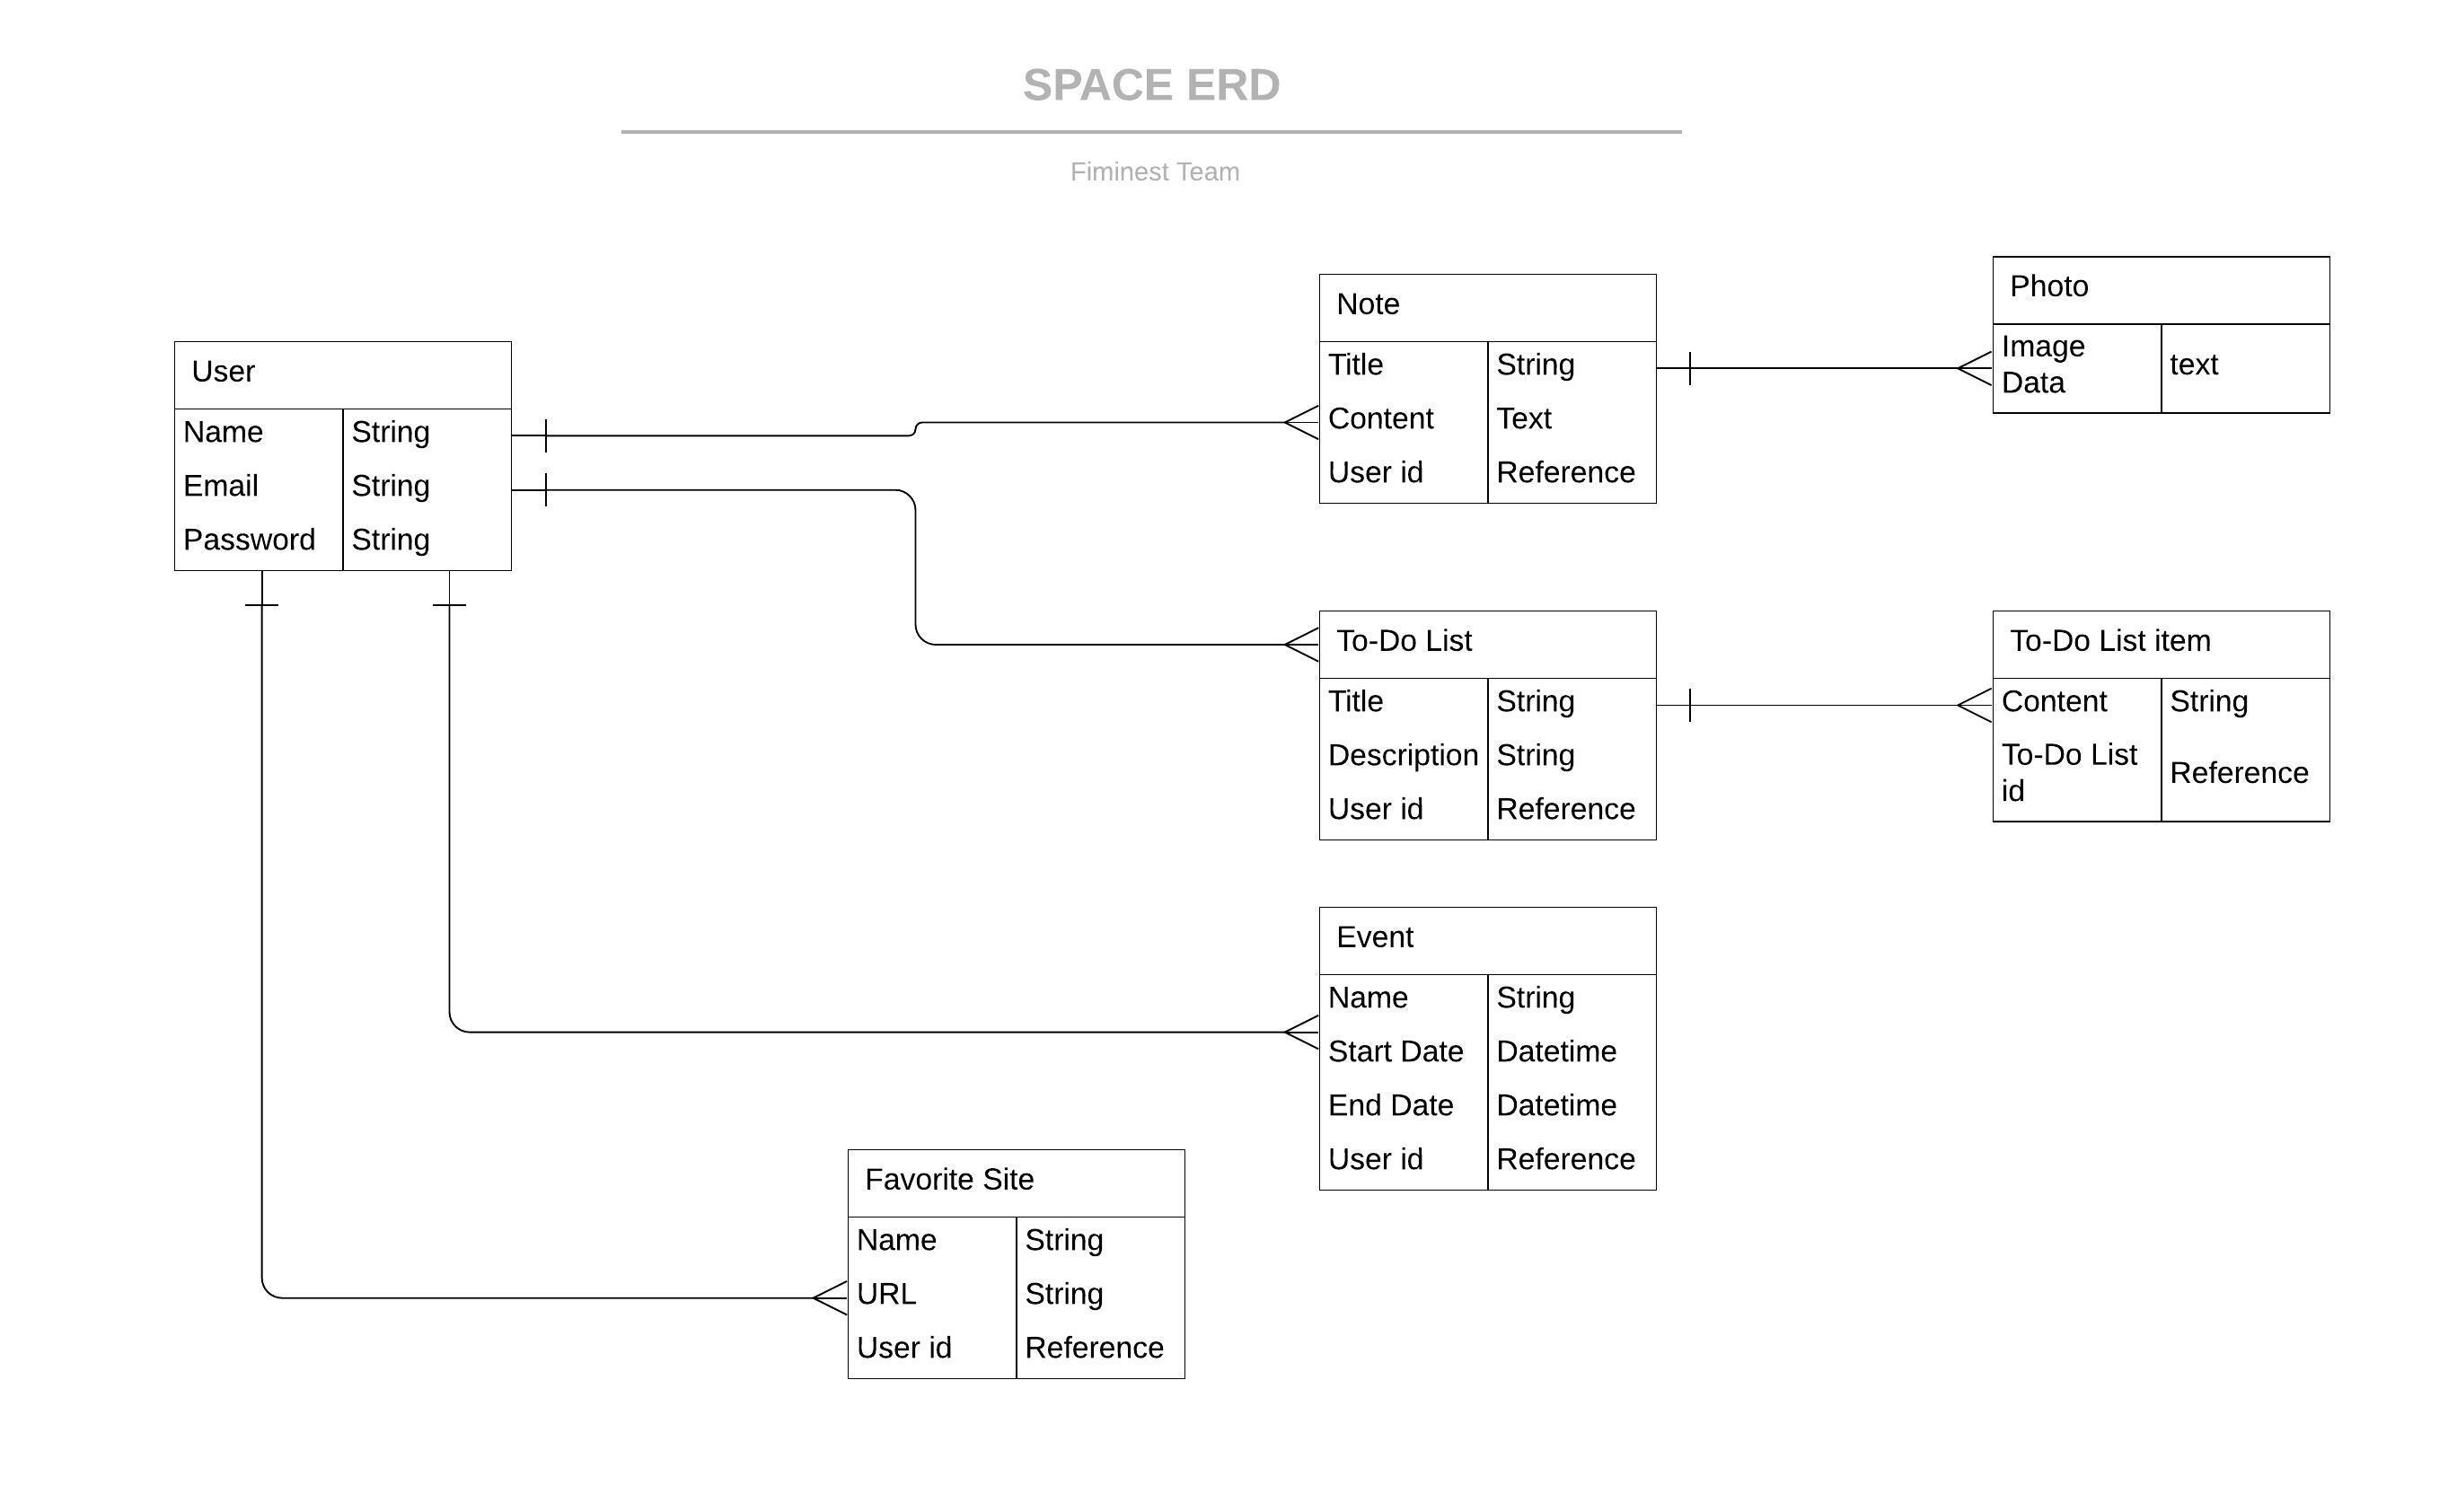 SPACE ERD
Fiminest Team
User
Name String
Email String
Password String
Note
Title String
Content Text
User id Reference
Photo
Image
Data
text
To-Do List
Title String
Description String
User id Reference
To-Do List item
Content String
To-Do List
id
Reference
Event
Name String
Start Date Datetime
End Date Datetime
User id Reference
Favorite Site
Name String
URL String
User id Reference